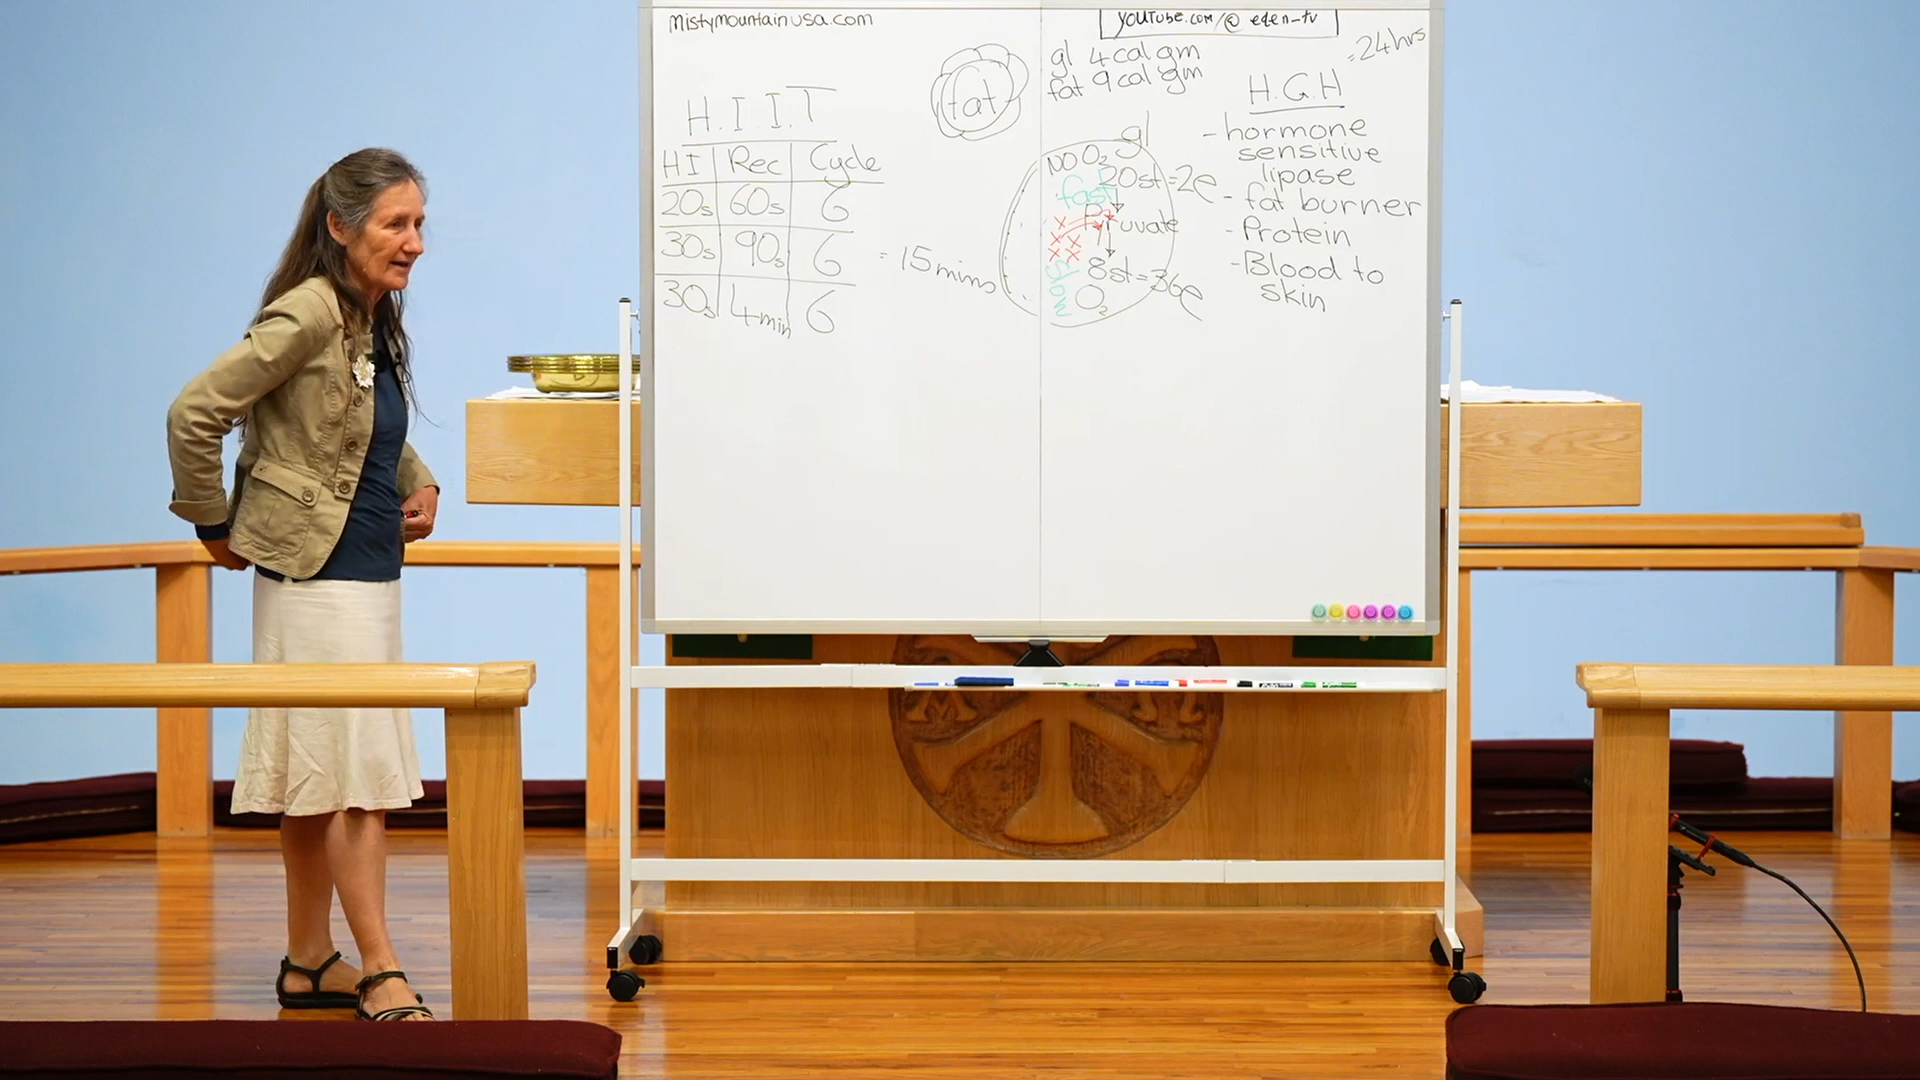 mistymountainusa.com
youtube.com/@eden-tv
H.I.I.T
HI Rec Cycle
20s 60s 6
30s 90s 6
30s 4min 6
= 15 mins
fat
gl 4 cal gm
fat 9 cal gm
gl
NO O2
20st = 2e
fast
Pyruvate
8st = 36e
slow
O2
= 24hrs
H.G.H
- hormone
sensitive
lipase
- fat burner
- Protein
- Blood to
skin